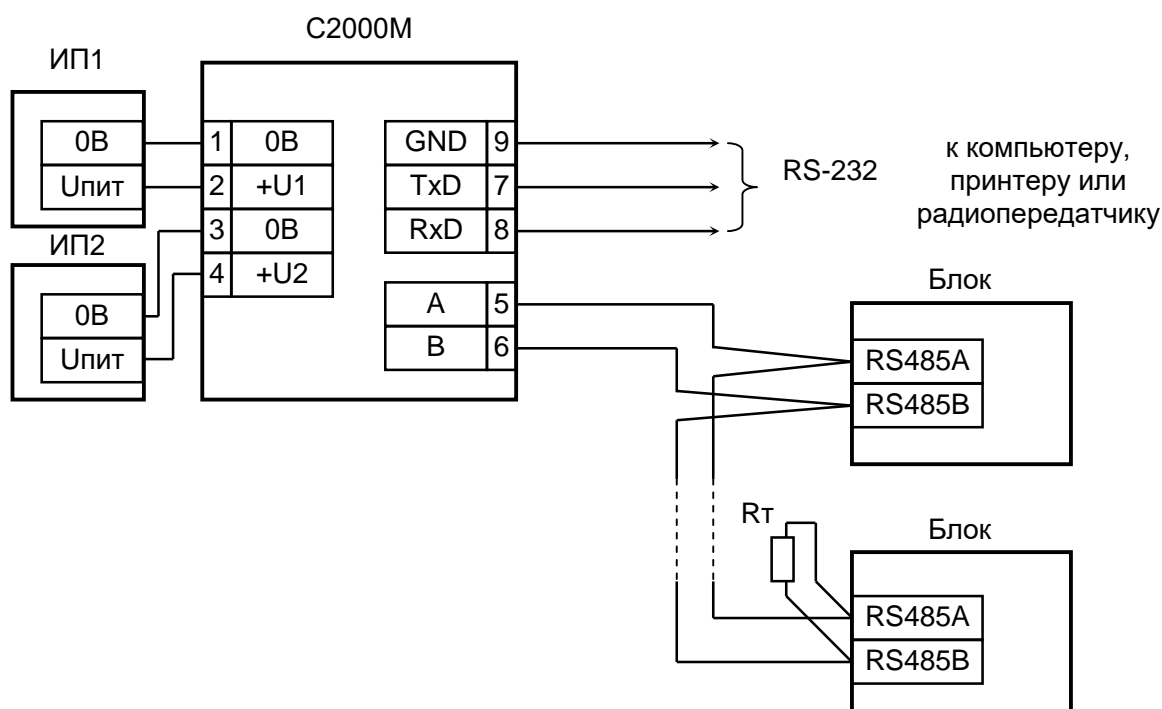 С2000М
ИП1
0В
Uпит
ИП2
0В
Uпит
1 0В
2 +U1
3 0В
4 +U2
GND 9
TxD 7
RxD 8
A 5
B 6
RS-232
к компьютеру,
принтеру или
радиопередатчику
Блок
RS485A
RS485B
Rт
Блок
RS485A
RS485B